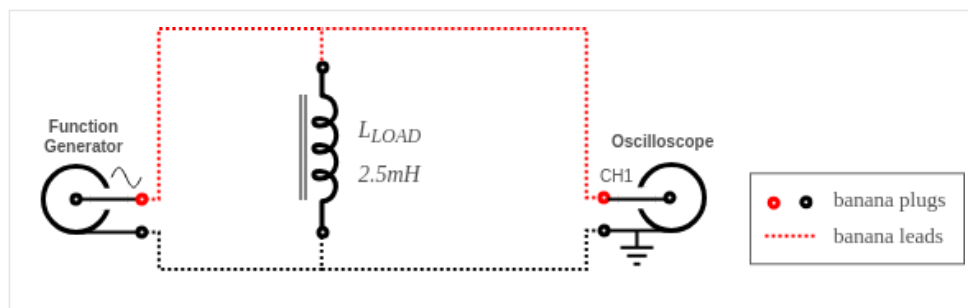 Function
Generator
L_LOAD
2.5mH
Oscilloscope
CH1
banana plugs
banana leads